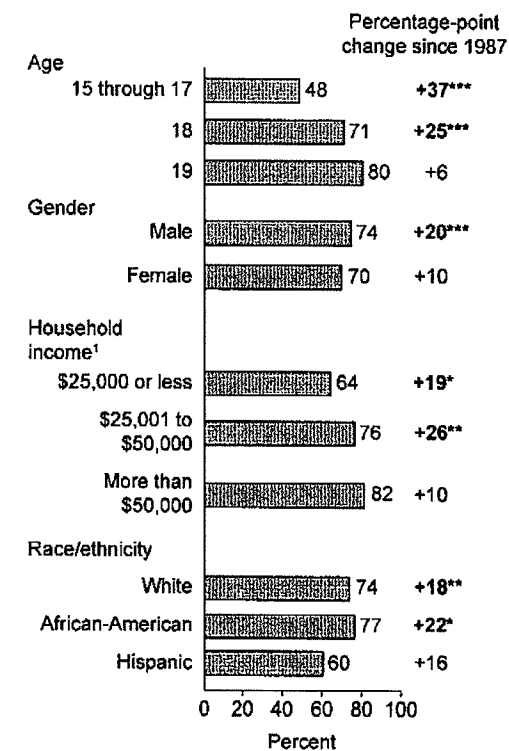 Percentage-point
change since 1987
Age
15 through 17 48 +37***
18 71 +25***
19 80 +6
Gender
Male 74 +20***
Female 70 +10
Household
income¹
$25,000 or less 64 +19*
$25,001 to
$50,000 76 +26**
More than
$50,000 82 +10
Race/ethnicity
White 74 +18**
African-American 77 +22*
Hispanic 60 +16
0 20 40 60 80 100
Percent